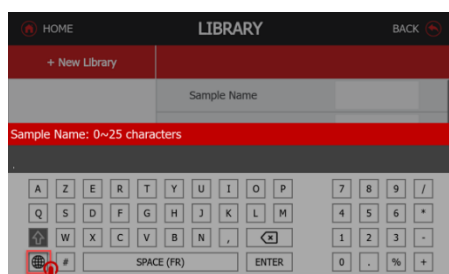 HOME LIBRARY BACK
+ New Library
Sample Name
Sample Name: 0~25 characters
.
A Z E R T Y U I O P 7 8 9 /
Q S D F G H J K L M 4 5 6 *
W X C V B N , 1 2 3 -
# SPACE (FR) ENTER 0 . % +